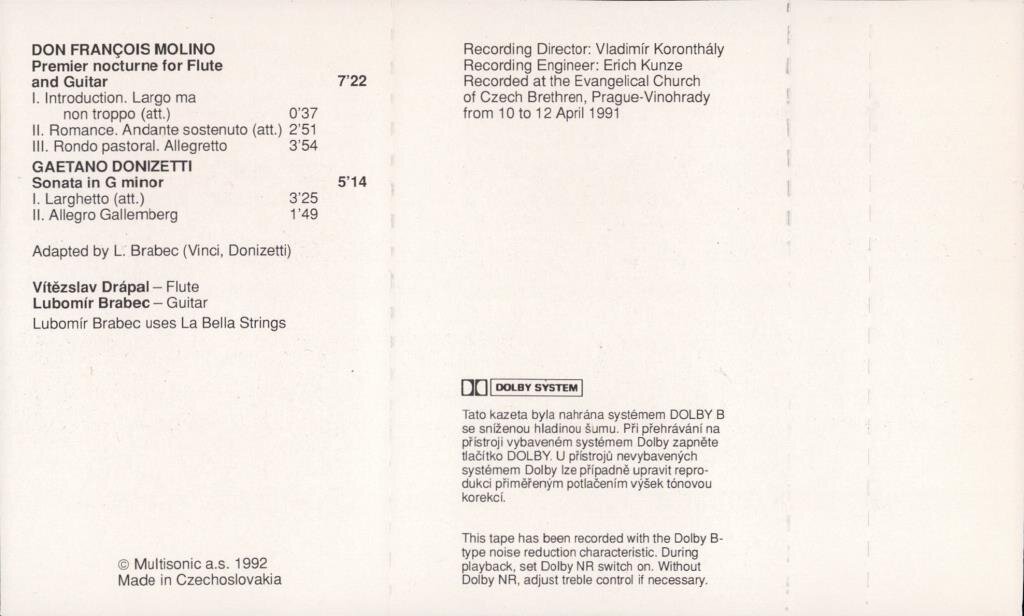 DON FRANÇOIS MOLINO
Premier nocturne for Flute
and Guitar 7'22
I. Introduction. Largo ma
non troppo (att.) 0'37
II. Romance. Andante sostenuto (att.) 2'51
III. Rondo pastoral. Allegretto 3'54
GAETANO DONIZETTI
Sonata in G minor 5'14
I. Larghetto (att.) 3'25
II. Allegro Gallemberg 1'49
Adapted by L. Brabec (Vinci, Donizetti)
Vítězslav Drápal – Flute
Lubomír Brabec – Guitar
Lubomír Brabec uses La Bella Strings
© Multisonic a.s. 1992
Made in Czechoslovakia
Recording Director: Vladimír Koronthály
Recording Engineer: Erich Kunze
Recorded at the Evangelical Church
of Czech Brethren, Prague-Vinohrady
from 10 to 12 April 1991
DOLBY SYSTEM
Tato kazeta byla nahrána systémem DOLBY B
se sníženou hladinou šumu. Při přehrávání na
přístroji vybaveném systémem Dolby zapněte
tlačítko DOLBY. U přístrojů nevybavených
systémem Dolby lze případně upravit repro-
dukci přiměřeným potlačením výšek tónovou
korekcí.
This tape has been recorded with the Dolby B-
type noise reduction characteristic. During
playback, set Dolby NR switch on. Without
Dolby NR, adjust treble control if necessary.